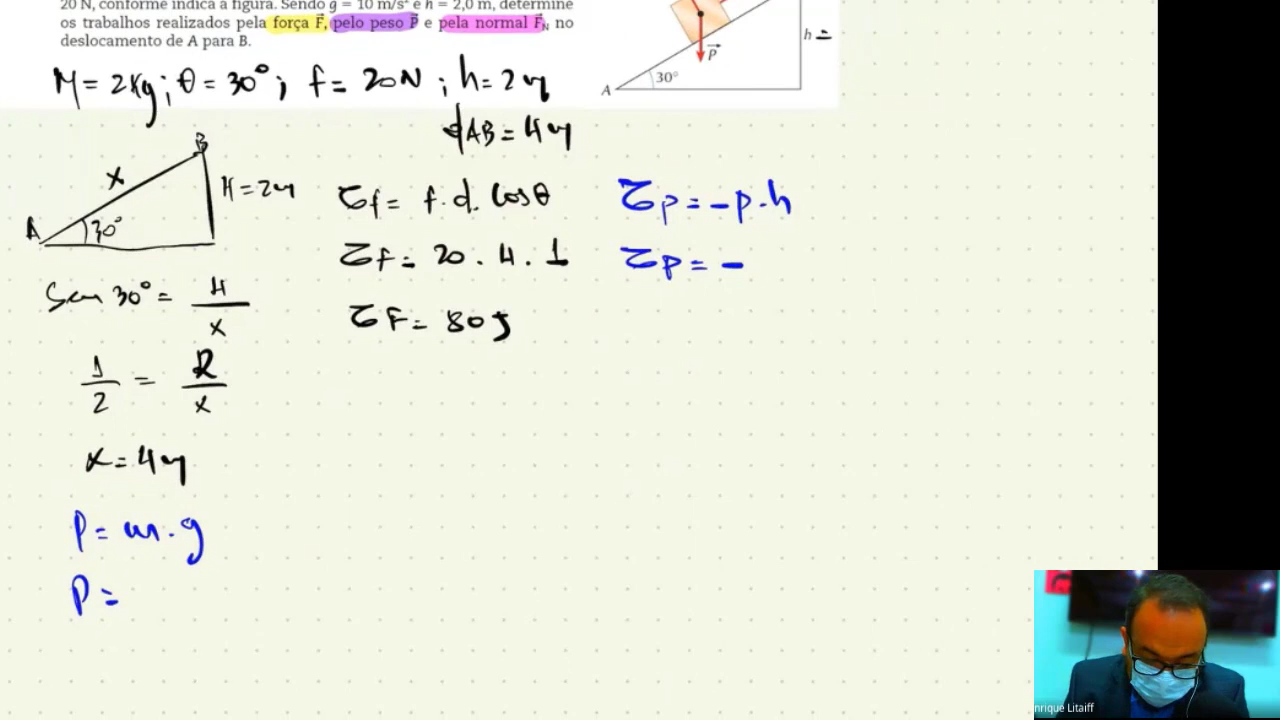 20 N, conforme indica a figura. Sendo g = 10 m/s² e h = 2,0 m, determine
os trabalhos realizados pela força F, pelo peso P e pela normal FN no
deslocamento de A para B.
P
h =
A
30°
M = 2Kg ; θ = 30° ; f = 20N ; h = 2m
dAB = 4m
B
x
H = 2m
A
30°
Sen 30° = H / x
1/2 = 2/x
x = 4m
P = m.g
P =
τf = f.d. Cosθ
τf = 20 . 4 . 1
τF = 80J
τp = -p.h
τp = -
nrique Litaiff